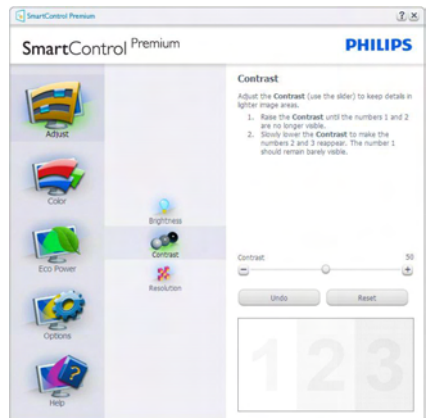 SmartControl Premium
SmartControl Premium
PHILIPS
Adjust
Color
Eco Power
Options
Help
Brightness
Contrast
Resolution
Contrast
Adjust the Contrast (use the slider) to keep details in
lighter image areas.
1. Raise the Contrast until the numbers 1 and 2
are no longer visible.
2. Slowly lower the Contrast to make the
numbers 2 and 3 reappear. The number 1
should remain barely visible.
Contrast 50
Undo Reset
1 2 3